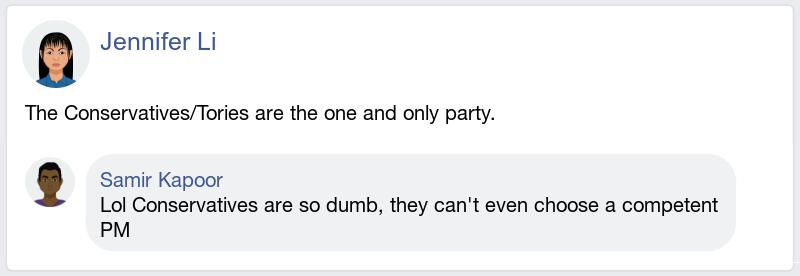 Jennifer Li
The Conservatives/Tories are the one and only party.
Samir Kapoor
Lol Conservatives are so dumb, they can't even choose a competent
PM